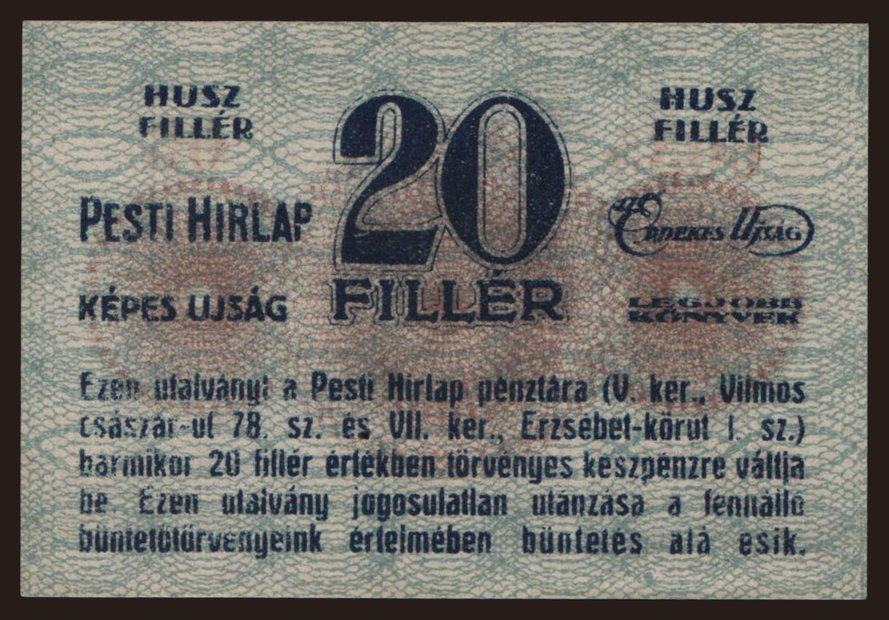 HUSZ
FILLÉR
20
FILLÉR
HUSZ
FILLÉR
PESTI HIRLAP
AZ ÉRDEKES UJSÁG
KÉPES UJSÁG
LEGJOBB
KÖNYVEK
Ezen utalványt a Pesti Hirlap pénztára (V. ker., Vilmos
császár-ut 78. sz. és VII. ker., Erzsébet-körut 1. sz.)
bármikor 20 fillér értékben törvényes készpénzre váltja
be. Ezen utalvány jogosulatlan utánzása a fennálló
büntetőtörvényeink értelmében büntetés alá esik.